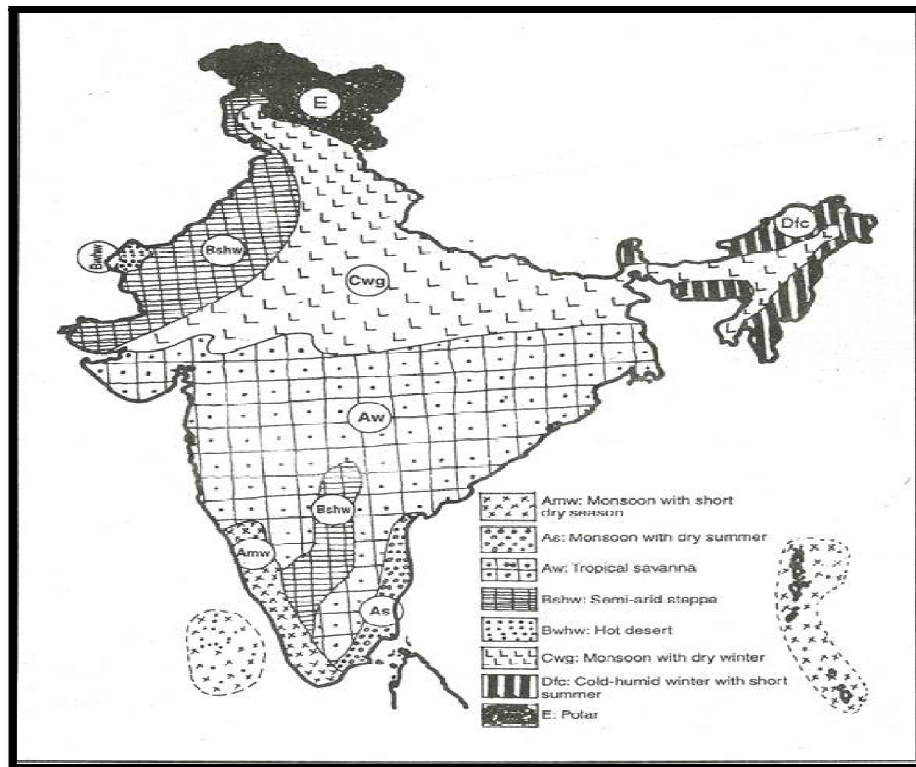 E
Dfc
Bwhw
Bshw
Cwg
Aw
Bshw
Amw
As
Amw: Monsoon with short
dry season
As: Monsoon with dry summer
Aw: Tropical savanna
Bshw: Semi-arid steppe
Bwhw: Hot desert
Cwg: Monsoon with dry winter
Dfc: Cold-humid winter with short
summer
E: Polar